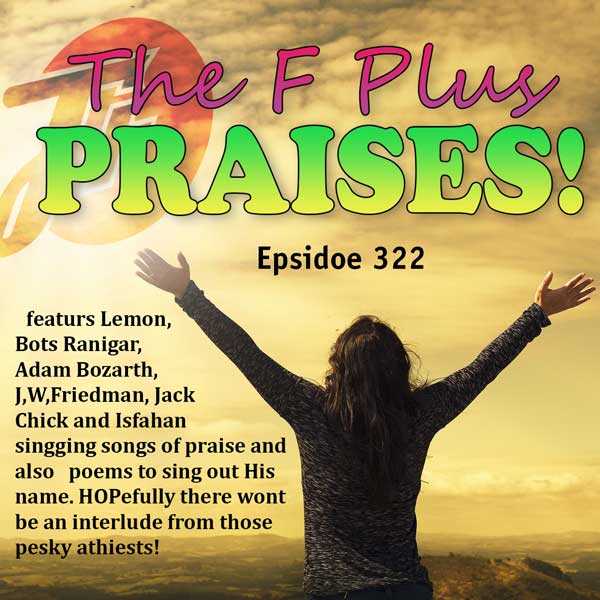 The F Plus
PRAISES!
Epsidoe 322
featurs Lemon,
Bots Ranigar,
Adam Bozarth,
J,W,Friedman, Jack
Chick and Isfahan
singging songs of praise and
also poems to sing out His
name. HOPefully there wont
be an interlude from those
pesky athiests!